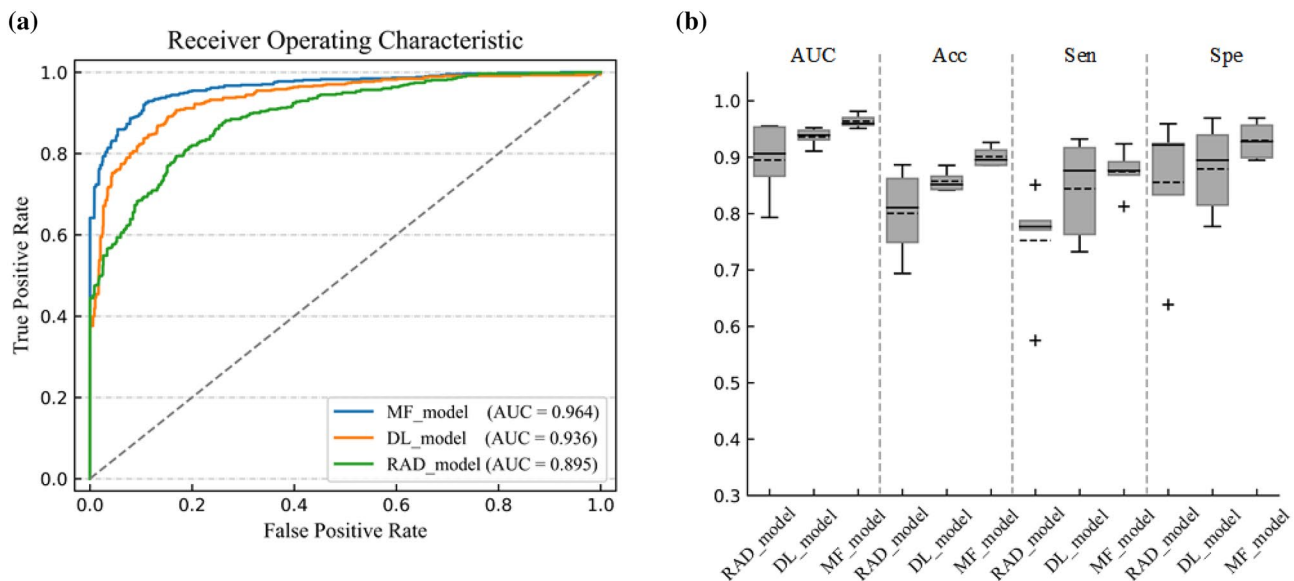 (a)
Receiver Operating Characteristic
True Positive Rate
1.0
0.8
0.6
0.4
0.2
0.0
0.0 0.2 0.4 0.6 0.8 1.0
False Positive Rate
MF_model (AUC = 0.964)
DL_model (AUC = 0.936)
RAD_model (AUC = 0.895)
(b)
AUC Acc Sen Spe
1.0
0.9
0.8
0.7
0.6
0.5
0.4
0.3
RAD_model DL_model MF_model RAD_model DL_model MF_model RAD_model DL_model MF_model RAD_model DL_model MF_model